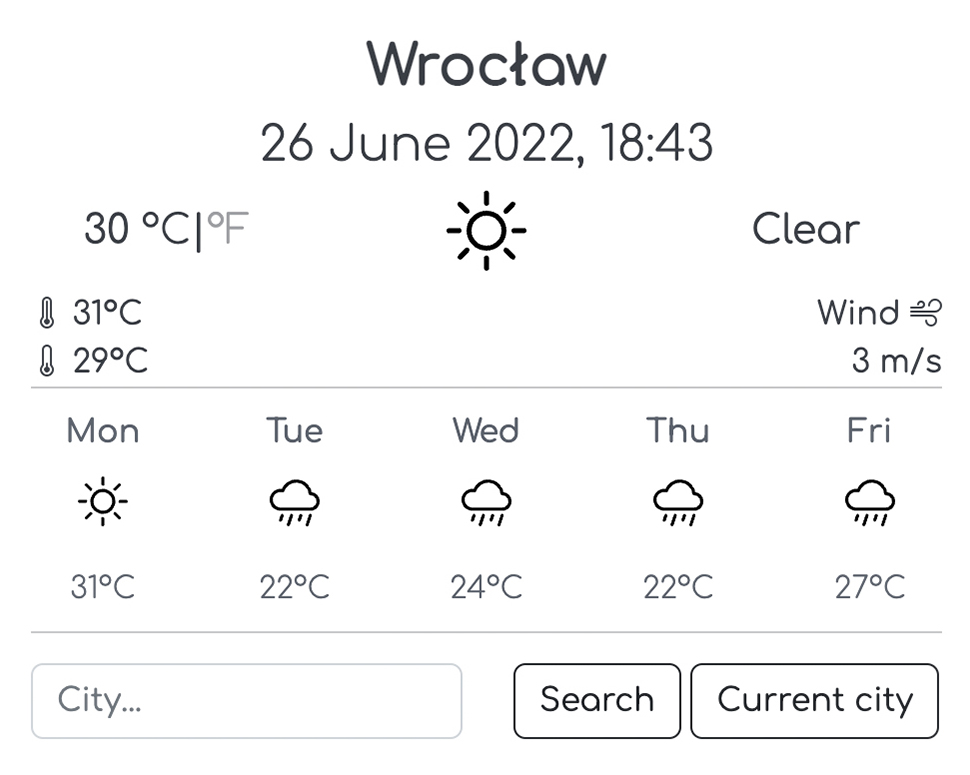 Wrocław
26 June 2022, 18:43
30 °C|°F Clear
31°C Wind
29°C 3 m/s
Mon Tue Wed Thu Fri
31°C 22°C 24°C 22°C 27°C
City... Search Current city